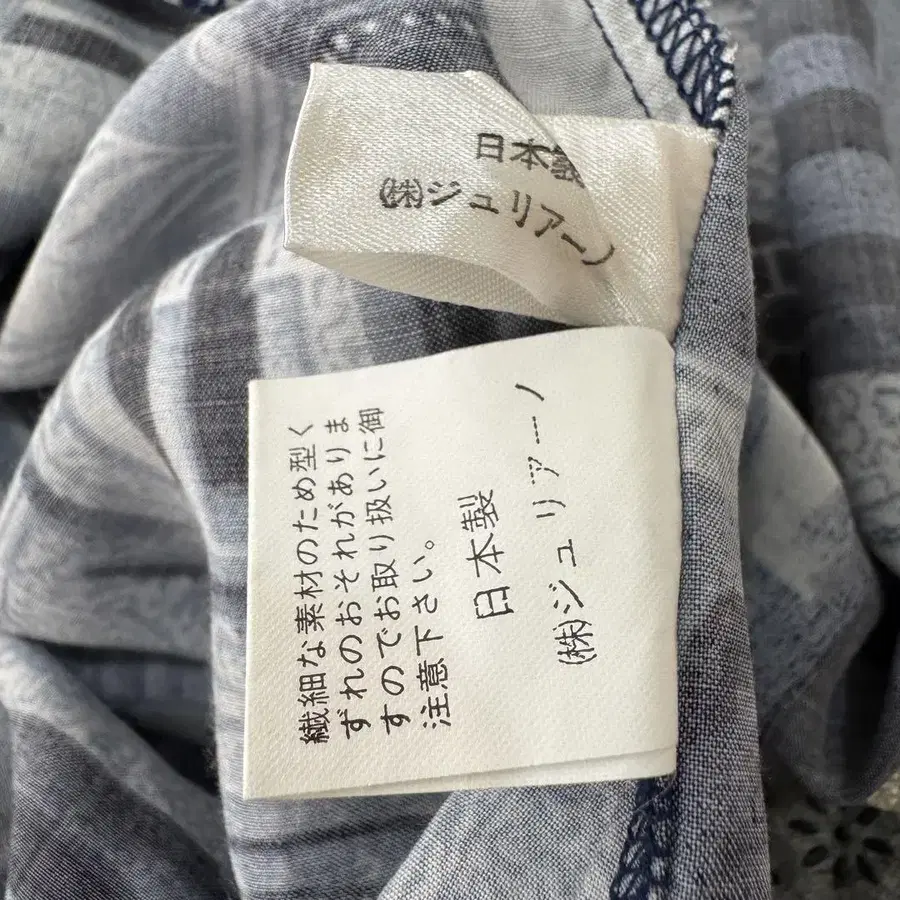 日本製
㈱ジュリアーノ
繊細な素材のため型く
ずれのおそれがありま
すのでお取り扱いに御
注意下さい。
日本製
㈱ジュリアーノ